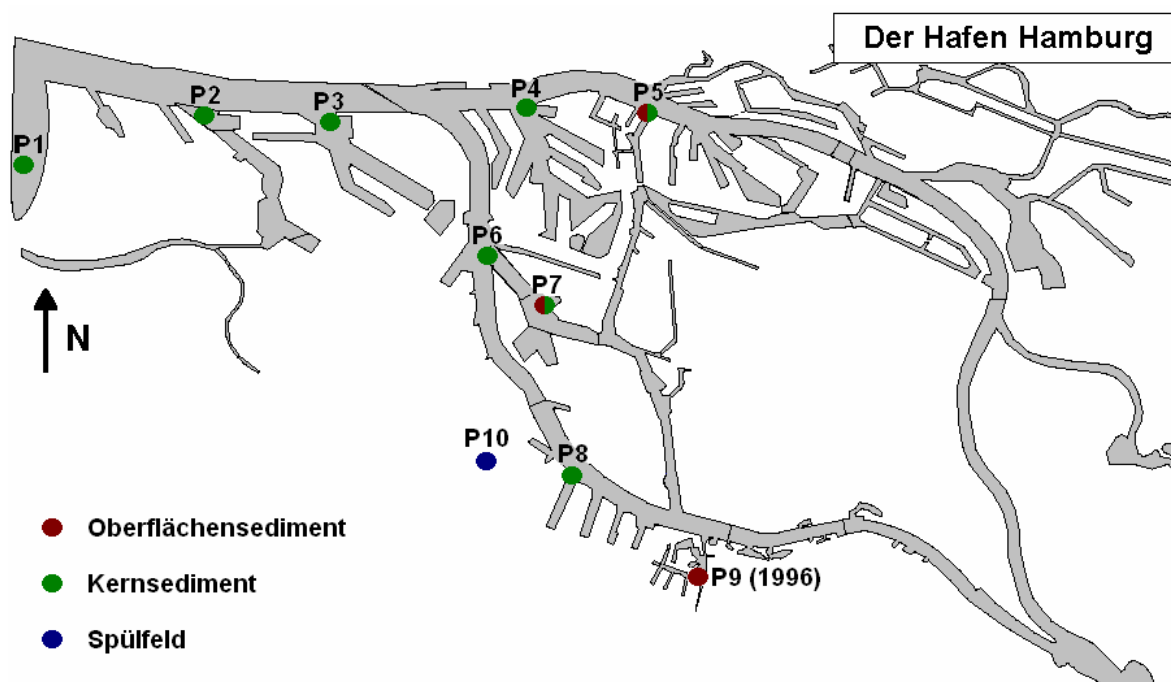 Der Hafen Hamburg
P1
P2
P3
P4
P5
P6
P7
N
P10
P8
P9 (1996)
Oberflächensediment
Kernsediment
Spülfeld